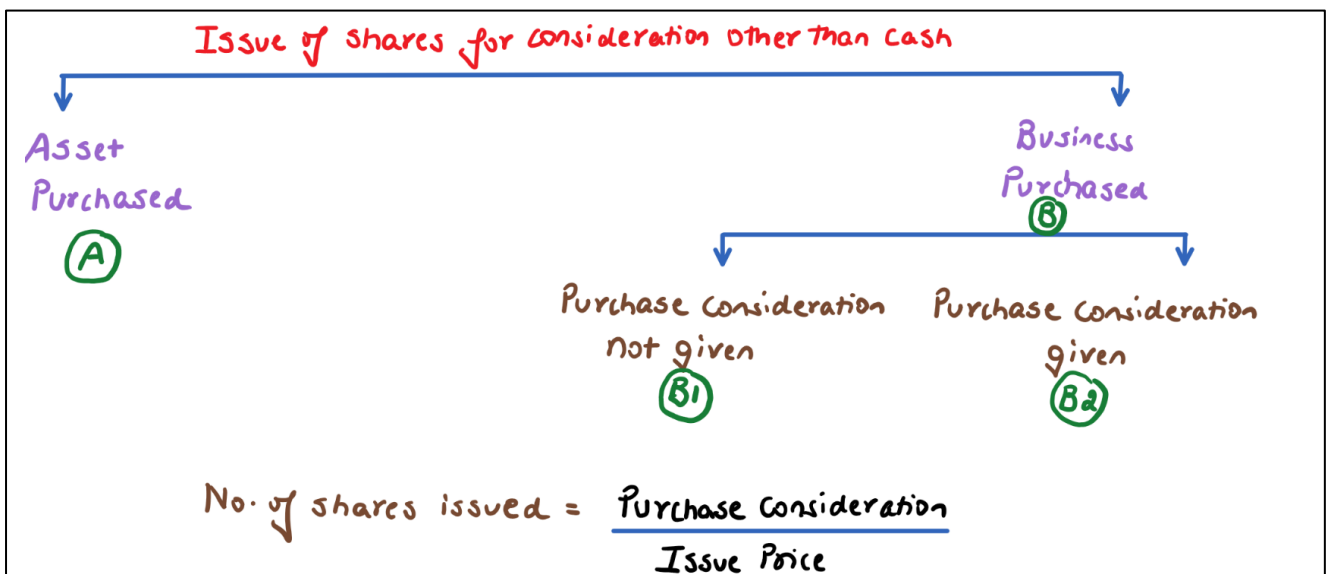 Issue of shares for consideration other than cash
Asset
Purchased
A
Business
Purchased
B
Purchase consideration
not given
B1
Purchase consideration
given
B2
No. of shares issued = Purchase consideration
Issue Price